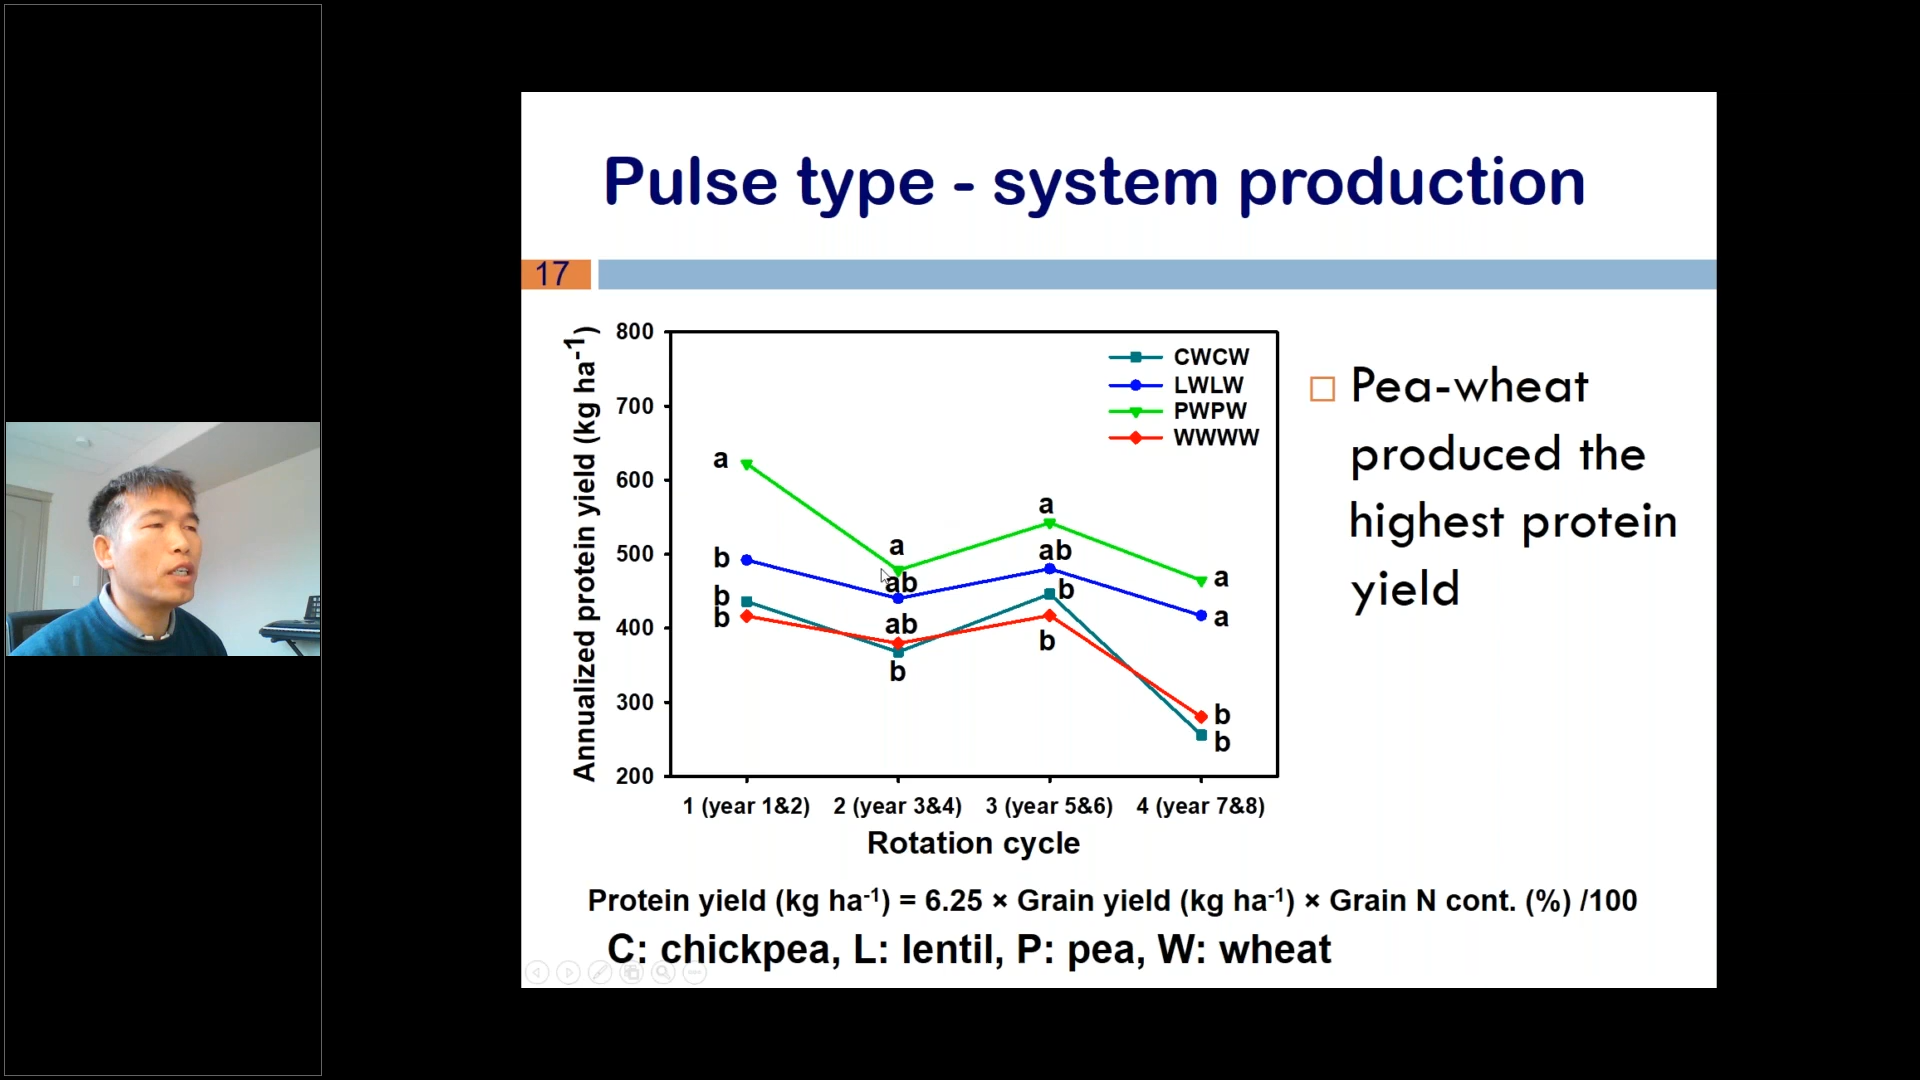 Pulse type - system production
17
Annualized protein yield (kg ha-1)
800
700
600
500
400
300
200
CWCW
LWLW
PWPW
WWWW
a
b
b
b
a
ab
ab
b
a
ab
b
b
a
a
b
b
1 (year 1&2) 2 (year 3&4) 3 (year 5&6) 4 (year 7&8)
Rotation cycle
Pea-wheat
produced the
highest protein
yield
Protein yield (kg ha-1) = 6.25 × Grain yield (kg ha-1) × Grain N cont. (%) /100
C: chickpea, L: lentil, P: pea, W: wheat